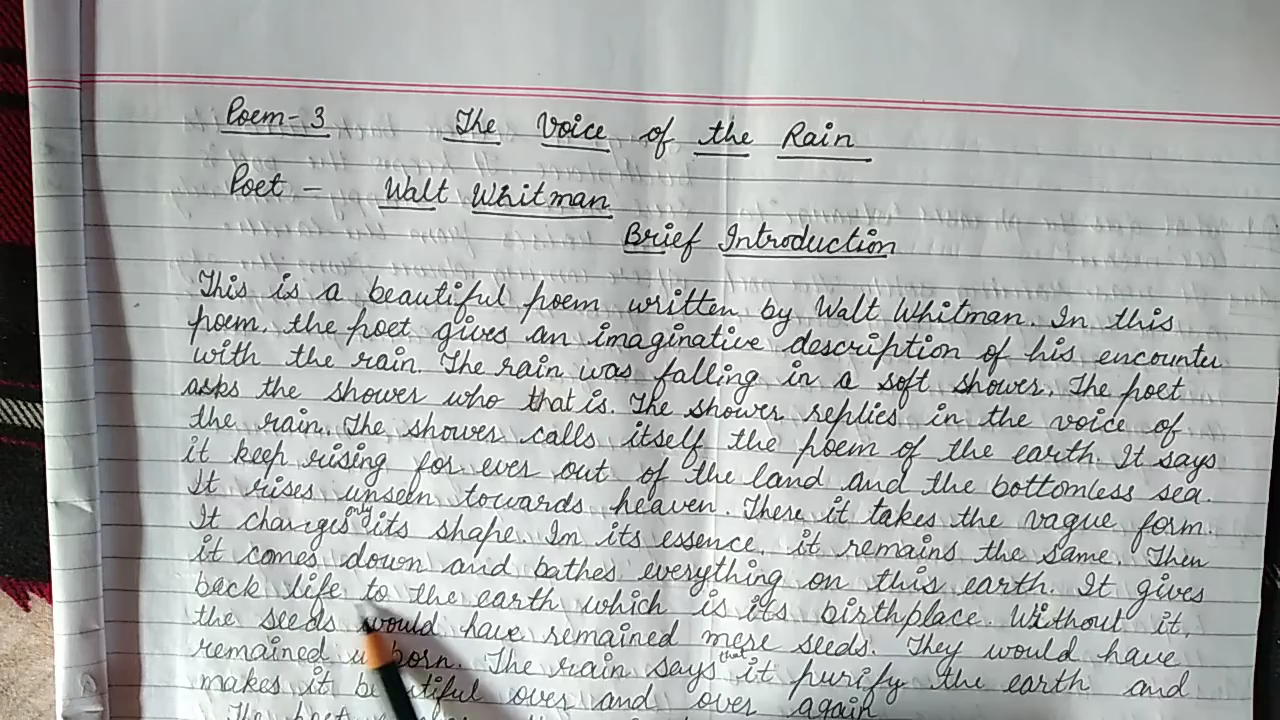 Poem-3 The Voice of the Rain
Poet - Walt Whitman
Brief Introduction
This is a beautiful poem written by Walt Whitman. In this
poem, the poet gives an imaginative description of his encounter
with the rain. The rain was falling in a soft shower. The poet
asks the shower who that is. The shower replies in the voice of
the rain. The shower calls itself the poem of the earth. It says
it keep rising for ever out of the land and the bottomless sea.
It rises unseen towards heaven. There it takes the vague form.
It changes only its shape. In its essence, it remains the same. Then
it comes down and bathes everything on this earth. It gives
back life to the earth which is its birthplace. Without it,
the seeds would have remained mere seeds. They would have
remained born. The rain says that it purify the earth and
makes it over and over again
The